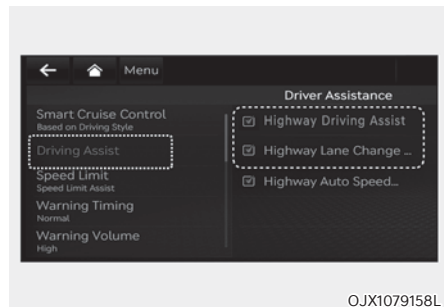 Menu
Driver Assistance
Smart Cruise Control
Based on Driving Style
Driving Assist
Speed Limit
Speed Limit Assist
Warning Timing
Normal
Warning Volume
High
Highway Driving Assist
Highway Lane Change ...
Highway Auto Speed...
OJX1079158L